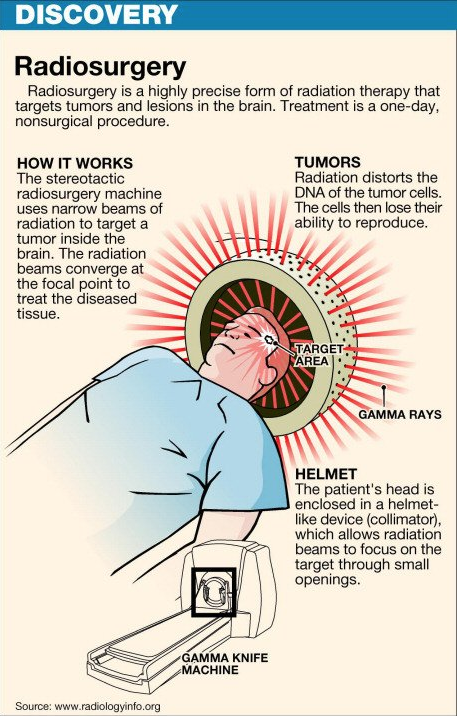 DISCOVERY
Radiosurgery
Radiosurgery is a highly precise form of radiation therapy that
targets tumors and lesions in the brain. Treatment is a one-day,
nonsurgical procedure.
HOW IT WORKS
The stereotactic
radiosurgery machine
uses narrow beams of
radiation to target a
tumor inside the
brain. The radiation
beams converge at
the focal point to
treat the diseased
tissue.
TUMORS
Radiation distorts the
DNA of the tumor cells.
The cells then lose their
ability to reproduce.
TARGET
AREA
GAMMA RAYS
HELMET
The patient's head is
enclosed in a helmet-
like device (collimator),
which allows radiation
beams to focus on the
target through small
openings.
GAMMA KNIFE
MACHINE
Source: www.radiologyinfo.org